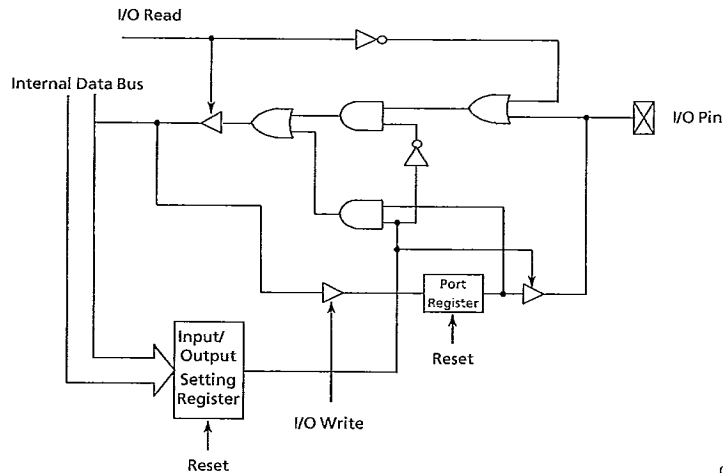 I/O Read
Internal Data Bus
I/O Pin
Port
Register
Reset
Input/
Output
Setting
Register
I/O Write
Reset